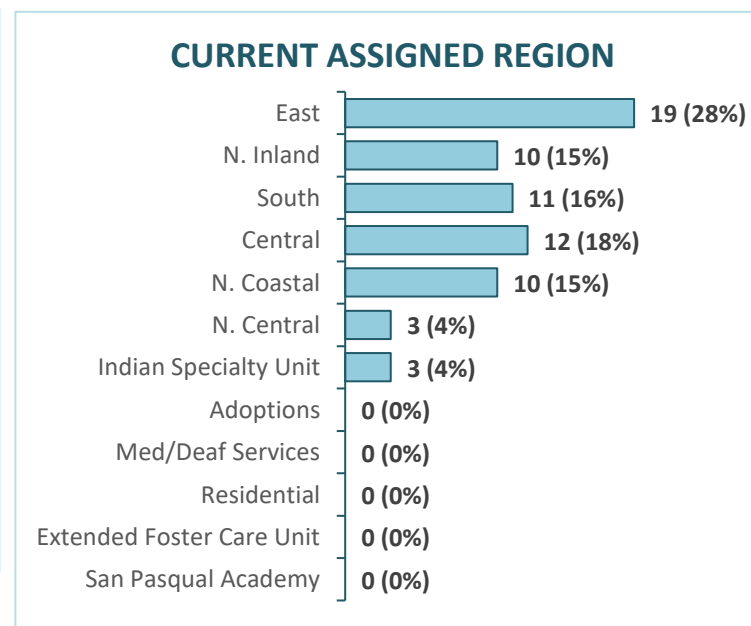 CURRENT ASSIGNED REGION
East 19 (28%)
N. Inland 10 (15%)
South 11 (16%)
Central 12 (18%)
N. Coastal 10 (15%)
N. Central 3 (4%)
Indian Specialty Unit 3 (4%)
Adoptions 0 (0%)
Med/Deaf Services 0 (0%)
Residential 0 (0%)
Extended Foster Care Unit 0 (0%)
San Pasqual Academy 0 (0%)